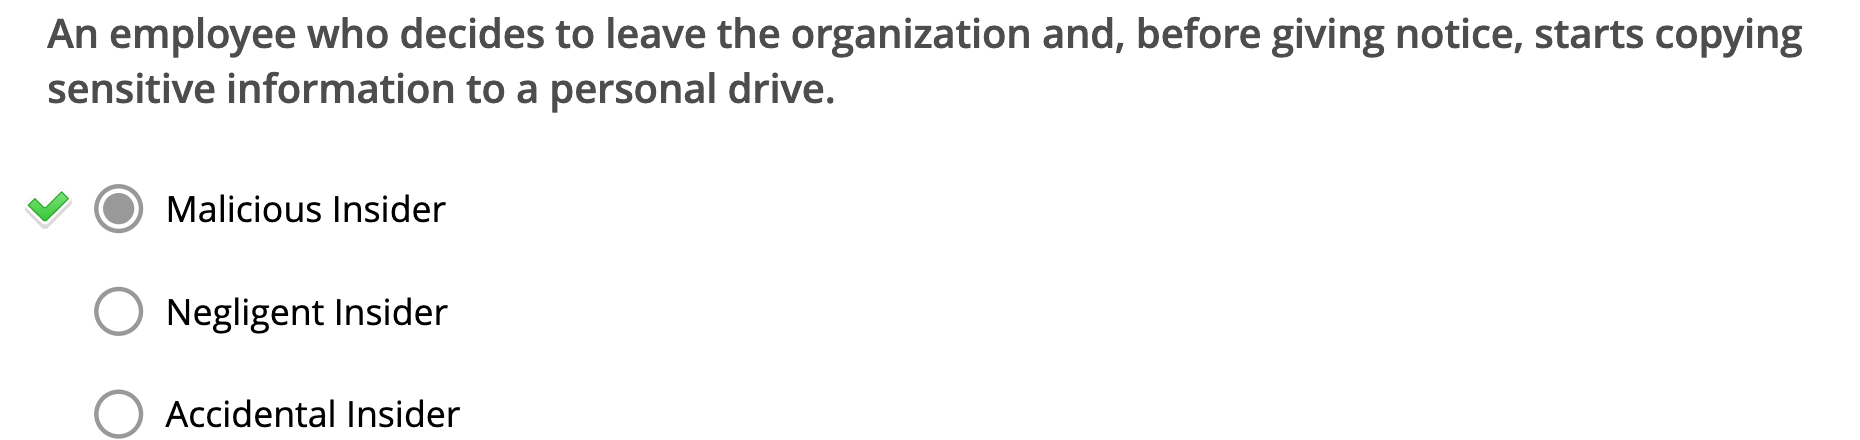 An employee who decides to leave the organization and, before giving notice, starts copying
sensitive information to a personal drive.
Malicious Insider
Negligent Insider
Accidental Insider